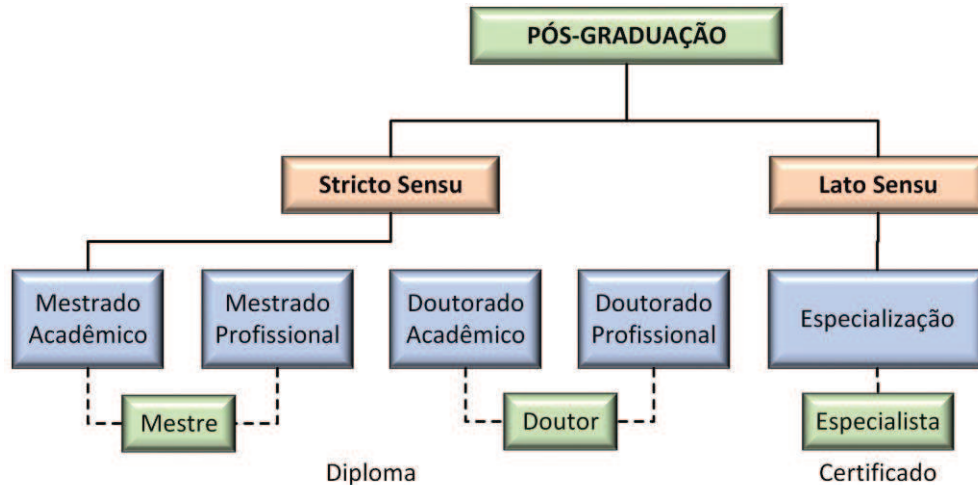 PÓS-GRADUAÇÃO
Stricto Sensu
Lato Sensu
Mestrado
Acadêmico
Mestrado
Profissional
Doutorado
Acadêmico
Doutorado
Profissional
Especialização
Mestre
Doutor
Especialista
Diploma
Certificado